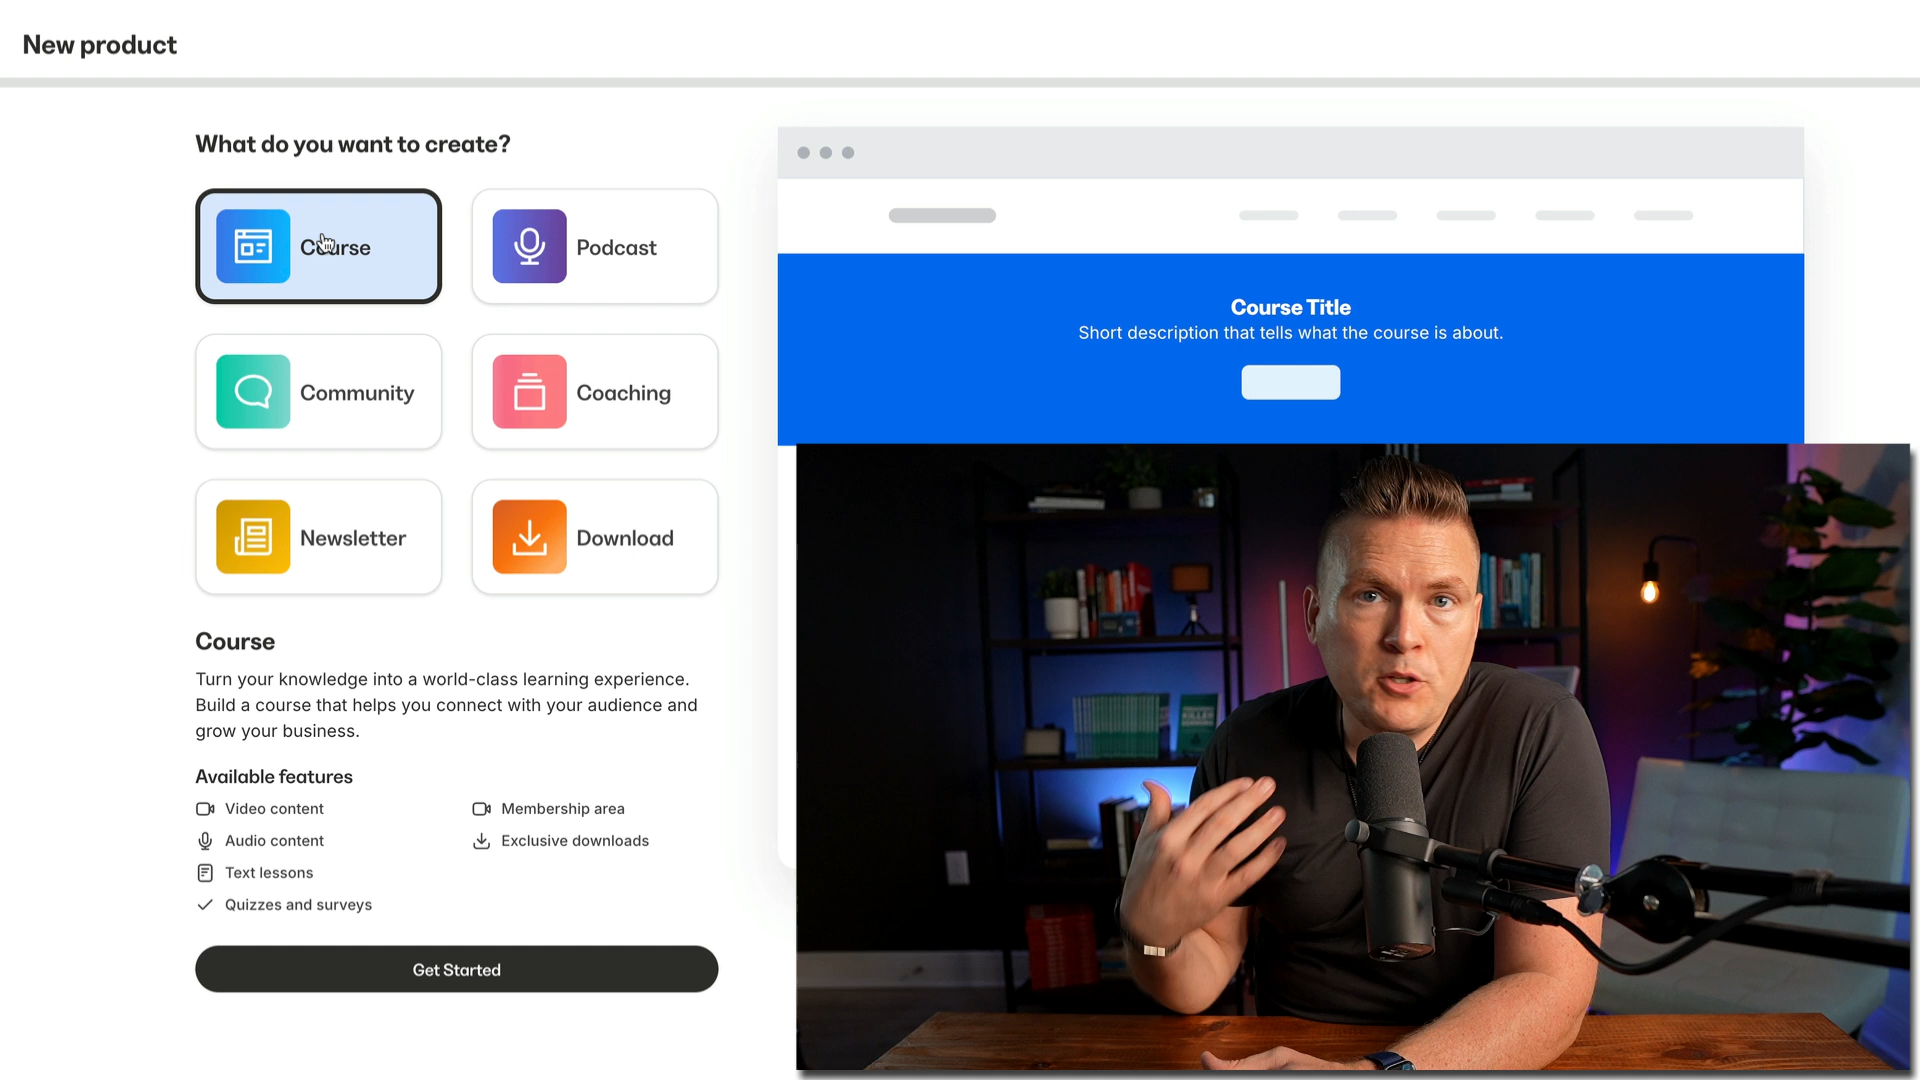 New product
What do you want to create?
Course
Podcast
Community
Coaching
Newsletter
Download
Course
Turn your knowledge into a world-class learning experience.
Build a course that helps you connect with your audience and
grow your business.
Available features
Video content
Membership area
Audio content
Exclusive downloads
Text lessons
Quizzes and surveys
Get Started
Course Title
Short description that tells what the course is about.